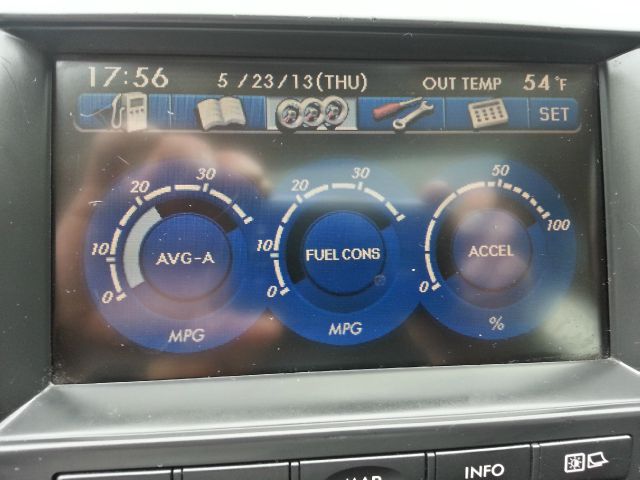 17:56 5/23/13(THU) OUT TEMP 54°F
SET
20 30
10
0
AVG-A
MPG
20 30
10
0
FUEL CONS
MPG
50
100
0
ACCEL
%
MAP INFO